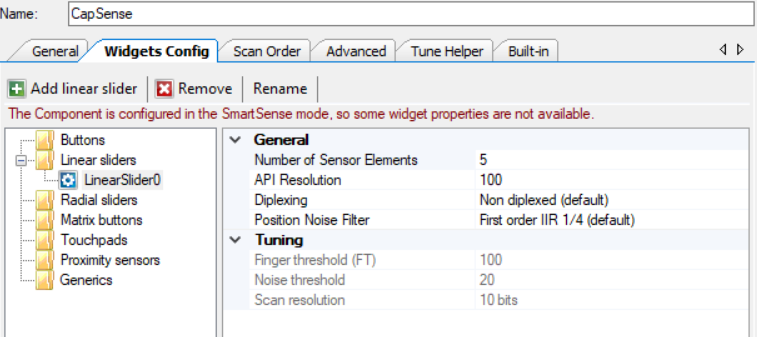 Name: CapSense
General Widgets Config Scan Order Advanced Tune Helper Built-in
Add linear slider Remove Rename
The Component is configured in the SmartSense mode, so some widget properties are not available.
Buttons
Linear sliders
LinearSlider0
Radial sliders
Matrix buttons
Touchpads
Proximity sensors
Generics
General
Number of Sensor Elements 5
API Resolution 100
Diplexing Non diplexed (default)
Position Noise Filter First order IIR 1/4 (default)
Tuning
Finger threshold (FT) 100
Noise threshold 20
Scan resolution 10 bits